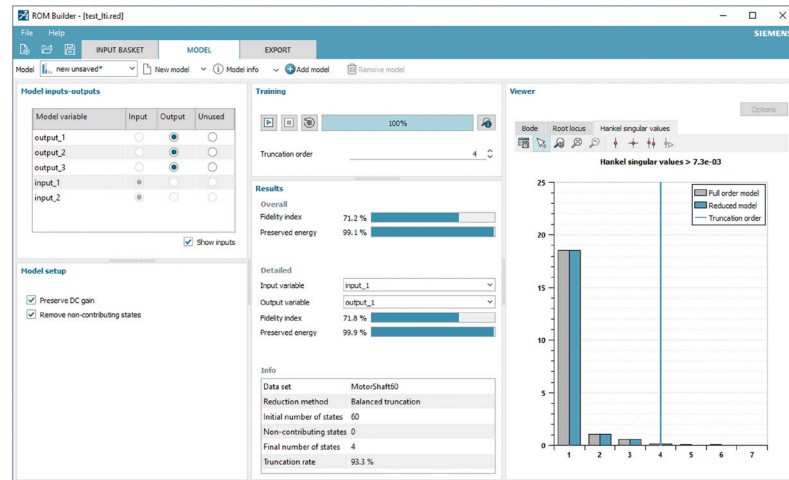 ROM Builder - [test_lti.red]
File Help
SIEMENS
INPUT BASKET MODEL EXPORT
Model new unsaved* New model Model info Add model Remove model
Model inputs-outputs
Model variable Input Output Unused
output_1
output_2
output_3
input_1
input_2
Show inputs
Model setup
Preserve DC gain
Remove non-contributing states
Training
100%
Truncation order 4
Results
Overall
Fidelity index 71.2 %
Preserved energy 99.1 %
Detailed
Input variable input_1
Output variable output_1
Fidelity index 71.8 %
Preserved energy 99.9 %
Info
Data set MotorShaft60
Reduction method Balanced truncation
Initial number of states 60
Non-contributing states 0
Final number of states 4
Truncation rate 93.3 %
Viewer
Options
Bode Root locus Hankel singular values
Hankel singular values > 7.3e-03
Full order model
Reduced model
Truncation order
25
20
15
10
5
0
1 2 3 4 5 6 7